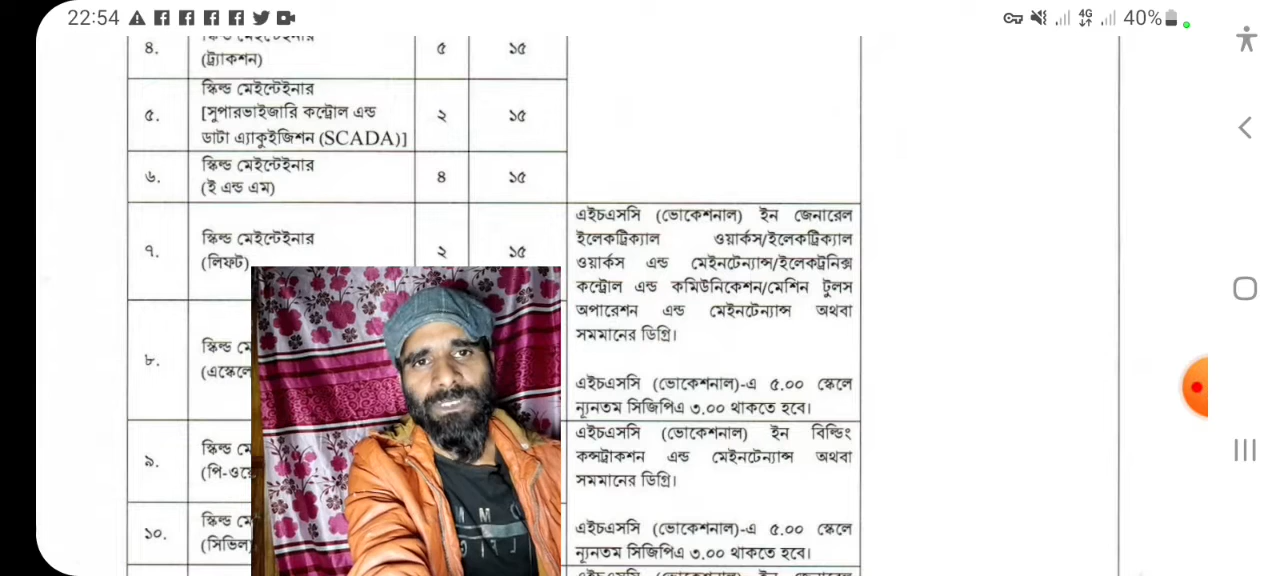 22:54
4G
40%
৪.
(ট্র্যাকশন)
৫
১৫
৫.
স্কিল্ড মেইন্টেইনার
[সুপারভাইজারি কন্ট্রোল এন্ড
ডাটা এ্যাকুইজিশন (SCADA)]
২
১৫
৬.
স্কিল্ড মেইন্টেইনার
(ই এন্ড এম)
৪
১৫
৭.
স্কিল্ড মেইন্টেইনার
(লিফট)
২
১৫
এইচএসসি (ভোকেশনাল) ইন জেনারেল
ইলেকট্রিক্যাল ওয়ার্কস/ইলেকট্রিক্যাল
ওয়ার্কস এন্ড মেইনটেন্যান্স/ইলেকট্রনিক্স
কন্ট্রোল এন্ড কমিউনিকেশন/মেশিন টুলস
অপারেশন এন্ড মেইনটেন্যান্স অথবা
সমমানের ডিগ্রি।
এইচএসসি (ভোকেশনাল)-এ ৫.০০ স্কেলে
ন্যূনতম সিজিপিএ ৩.০০ থাকতে হবে।
৮.
স্কিল্ড মে
(এস্কেলে
৯.
স্কিল্ড মে
(পি-ওয়ে
এইচএসসি (ভোকেশনাল) ইন বিল্ডিং
কন্সট্রাকশন এন্ড মেইনটেন্যান্স অথবা
সমমানের ডিগ্রি।
এইচএসসি (ভোকেশনাল)-এ ৫.০০ স্কেলে
ন্যূনতম সিজিপিএ ৩.০০ থাকতে হবে।
১০.
স্কিল্ড মে
(সিভিল)